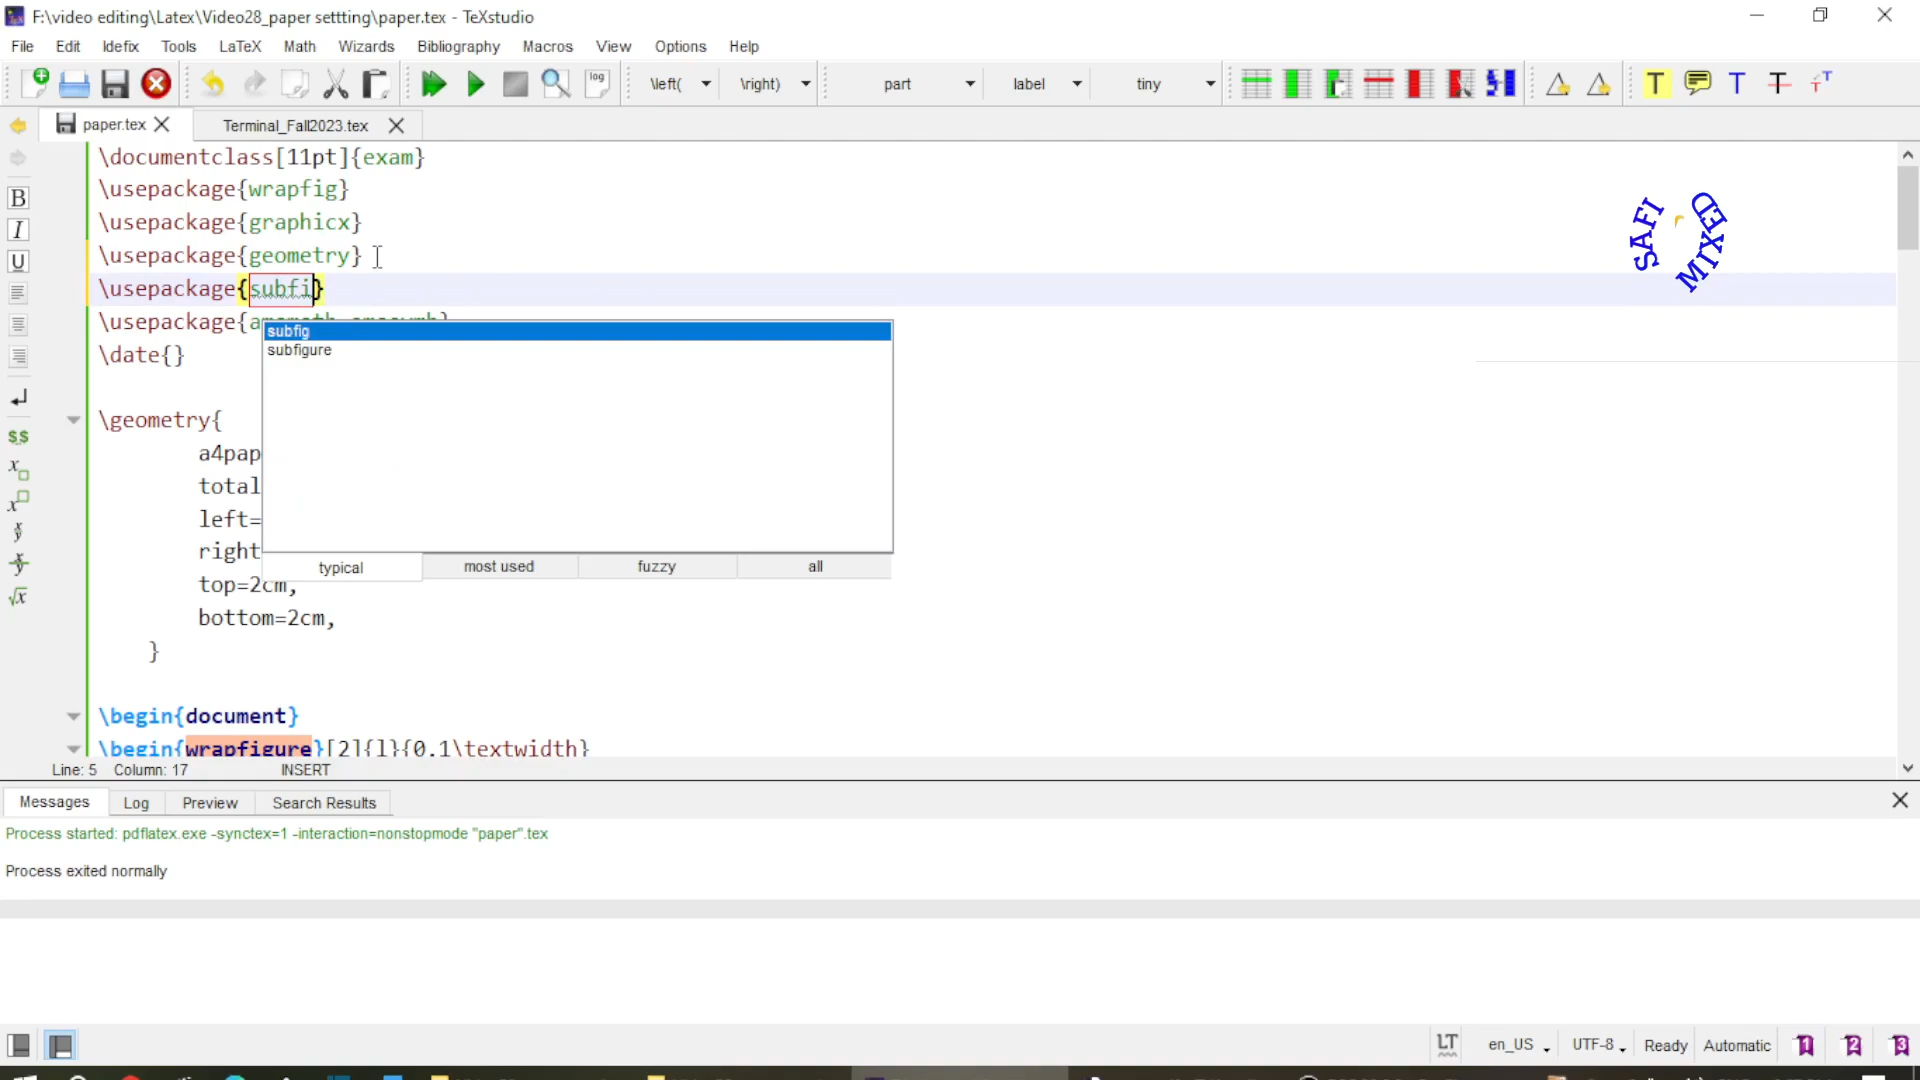 F:\video editing\Latex\Video28_paper settting\paper.tex - TeXstudio
File Edit Idefix Tools LaTeX Math Wizards Bibliography Macros View Options Help
log \left( \right) part label tiny T T T T T
paper.tex Terminal_Fall2023.tex
\documentclass[11pt]{exam}
\usepackage{wrapfig}
\usepackage{graphicx}
\usepackage{geometry}
\usepackage{subfi}
\date{}
subfig
subfigure
\geometry{
a4pap
total
left=
right
top=2cm,
bottom=2cm,
}
typical most used fuzzy all
\begin{document}
\begin{wrapfigure}[2]{l}{0.1\textwidth}
SAFI
MIXED
B
I
U
$$
x
x
x
y
x
y
√x
Line: 5 Column: 17 INSERT
Messages Log Preview Search Results
Process started: pdflatex.exe -synctex=1 -interaction=nonstopmode "paper".tex
Process exited normally
LT en_US UTF-8 Ready Automatic 1 2 3